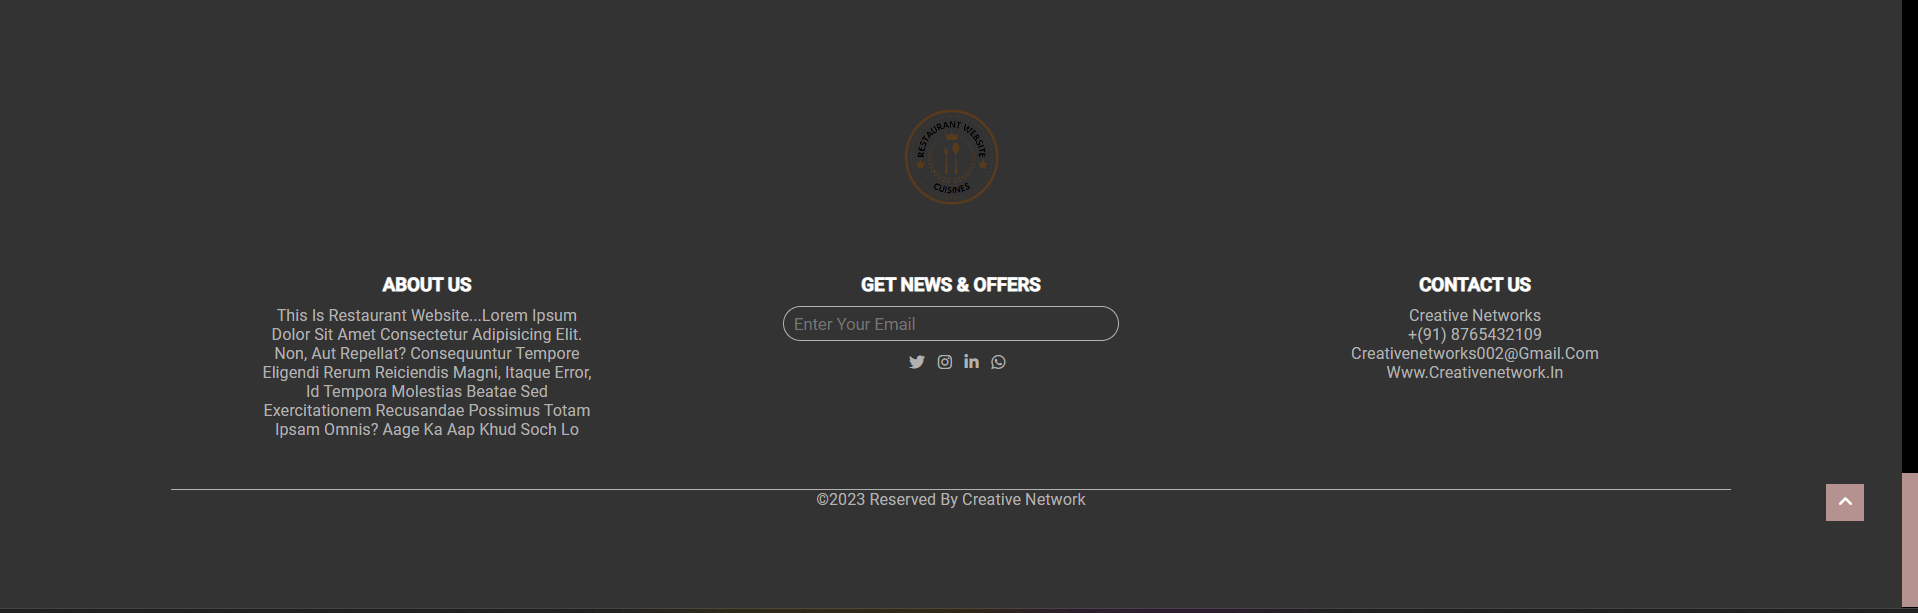 RESTAURANT WEBSITE
CUISINES
ABOUT US
This Is Restaurant Website...Lorem Ipsum
Dolor Sit Amet Consectetur Adipisicing Elit.
Non, Aut Repellat? Consequuntur Tempore
Eligendi Rerum Reiciendis Magni, Itaque Error,
Id Tempora Molestias Beatae Sed
Exercitationem Recusandae Possimus Totam
Ipsam Omnis? Aage Ka Aap Khud Soch Lo
GET NEWS & OFFERS
Enter Your Email
CONTACT US
Creative Networks
+(91) 8765432109
Creativenetworks002@Gmail.Com
Www.Creativenetwork.In
©2023 Reserved By Creative Network